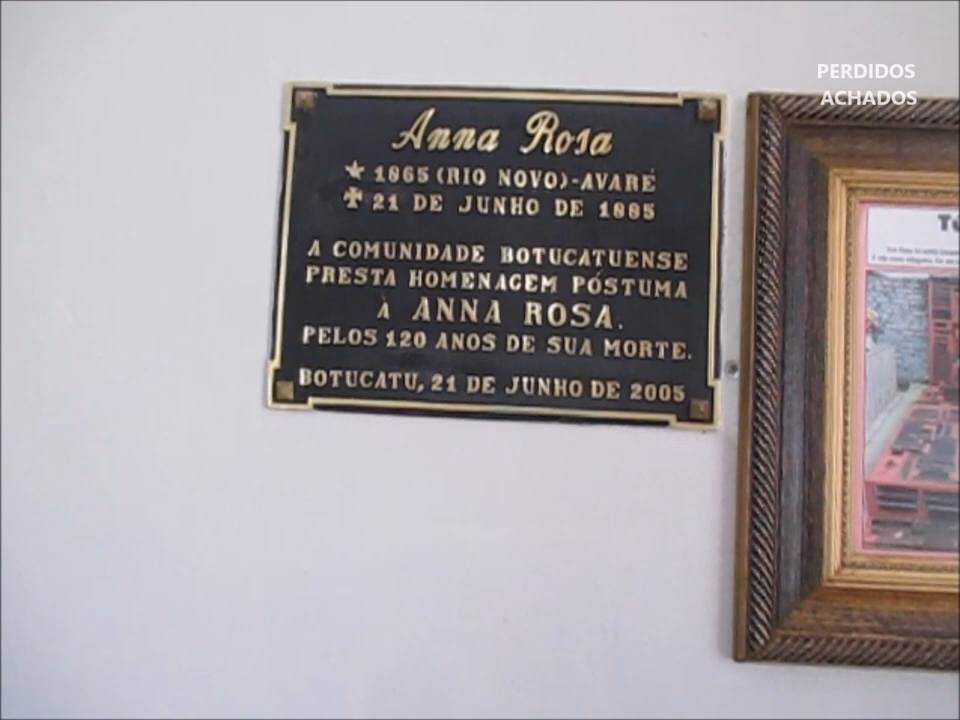 PERDIDOS
ACHADOS
Anna Rosa
★ 1865 (RIO NOVO)-AVARÉ
✠ 21 DE JUNHO DE 1885
A COMUNIDADE BOTUCATUENSE
PRESTA HOMENAGEM PÓSTUMA
À ANNA ROSA.
PELOS 120 ANOS DE SUA MORTE.
BOTUCATU, 21 DE JUNHO DE 2005